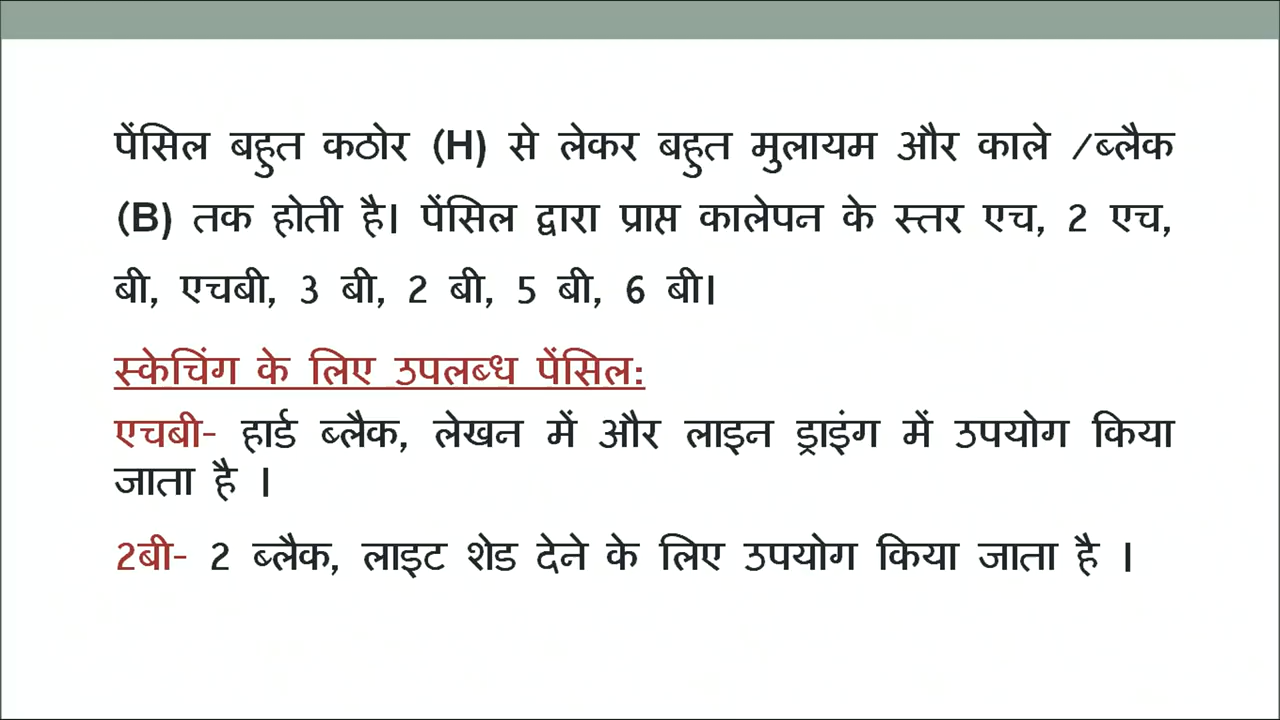 पेंसिल बहुत कठोर (H) से लेकर बहुत मुलायम और काले /ब्लैक
(B) तक होती है। पेंसिल द्वारा प्राप्त कालेपन के स्तर एच, 2 एच,
बी, एचबी, 3 बी, 2 बी, 5 बी, 6 बी।
स्केचिंग के लिए उपलब्ध पेंसिल:
एचबी- हार्ड ब्लैक, लेखन में और लाइन ड्राइंग में उपयोग किया
जाता है ।
2बी- 2 ब्लैक, लाइट शेड देने के लिए उपयोग किया जाता है ।